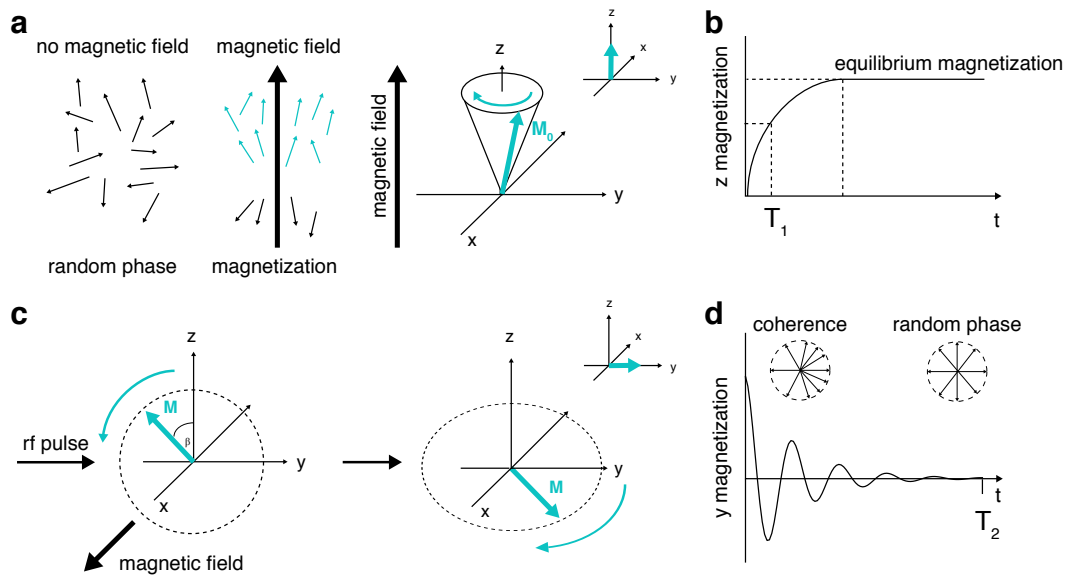 a
no magnetic field
magnetic field
random phase
magnetization
magnetic field
z
M0
y
x
z
x
y
b
z magnetization
equilibrium magnetization
T1
t
c
rf pulse
z
M
β
y
x
magnetic field
z
y
x
M
z
x
y
d
coherence
random phase
y magnetization
t
T2